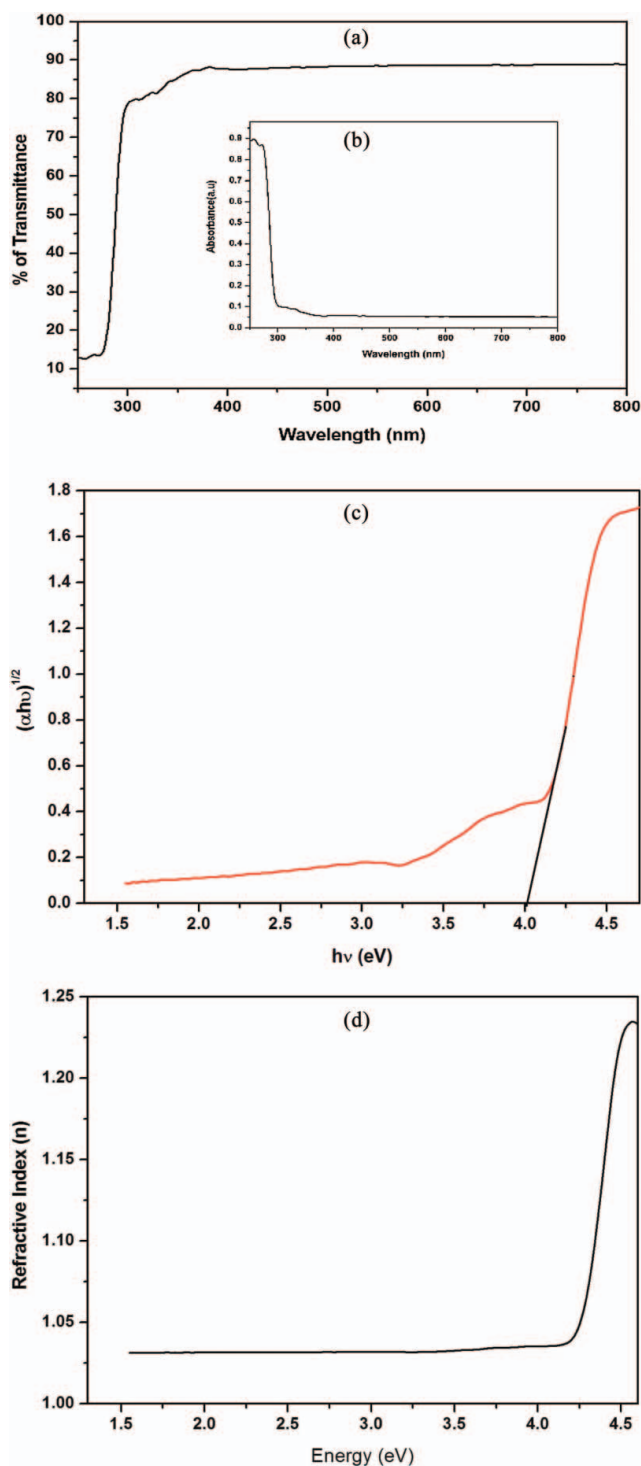 (a)
100
90
80
70
60
50
40
30
20
10
% of Transmittance
300 400 500 600 700 800
Wavelength (nm)
(b)
0.9
0.8
0.7
0.6
0.5
0.4
0.3
0.2
0.1
0.0
Absorbance(a.u)
300 400 500 600 700 800
Wavelength (nm)
(c)
1.8
1.6
1.4
1.2
1.0
0.8
0.6
0.4
0.2
0.0
(αhυ)^1/2
1.5 2.0 2.5 3.0 3.5 4.0 4.5
hν (eV)
(d)
1.25
1.20
1.15
1.10
1.05
1.00
Refractive Index (n)
1.5 2.0 2.5 3.0 3.5 4.0 4.5
Energy (eV)